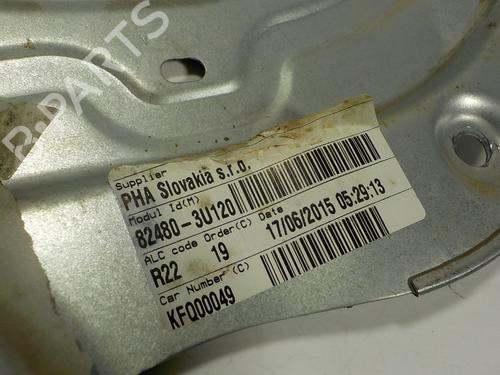 R.PARTS
Supplier
PHA Slovakia s.r.o.
Modul Id(M)
82480-3U120
ALC code Order(C) Date
R22 19 17/06/2015 05:29:13
Car Number (C)
KFQ00049